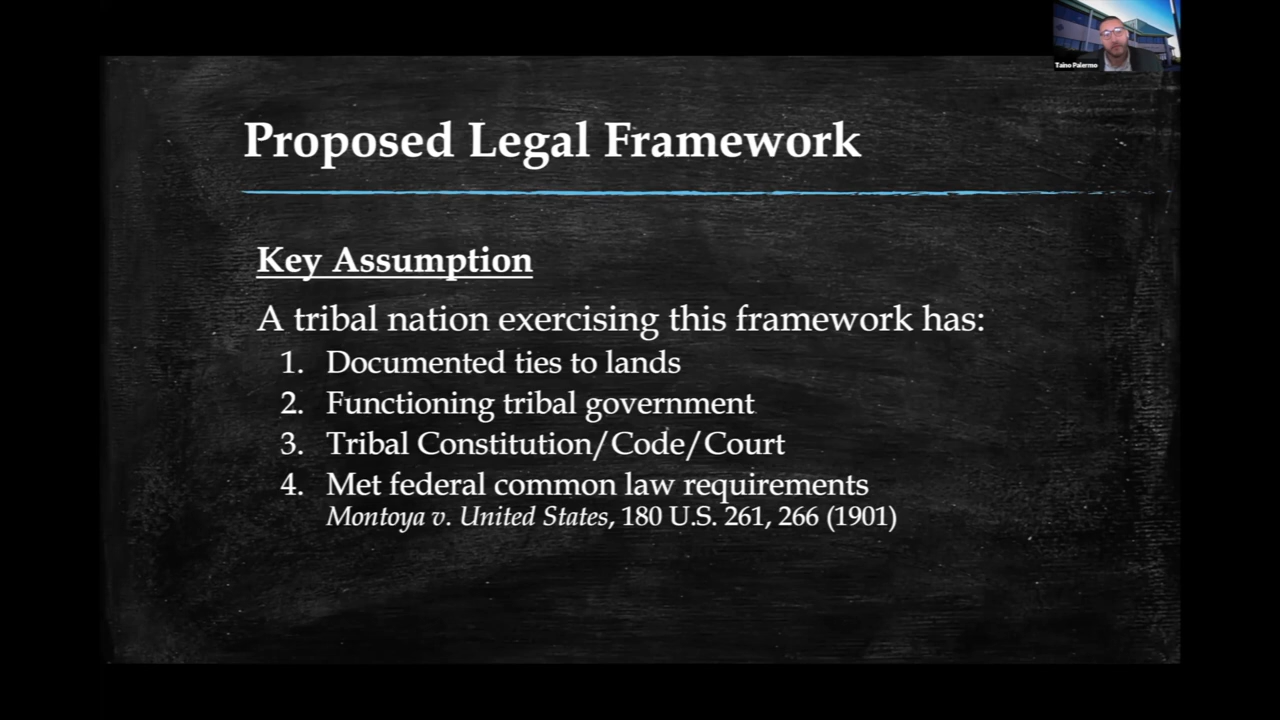 Taino Palermo
Proposed Legal Framework
Key Assumption
A tribal nation exercising this framework has:
1. Documented ties to lands
2. Functioning tribal government
3. Tribal Constitution/Code/Court
4. Met federal common law requirements
Montoya v. United States, 180 U.S. 261, 266 (1901)